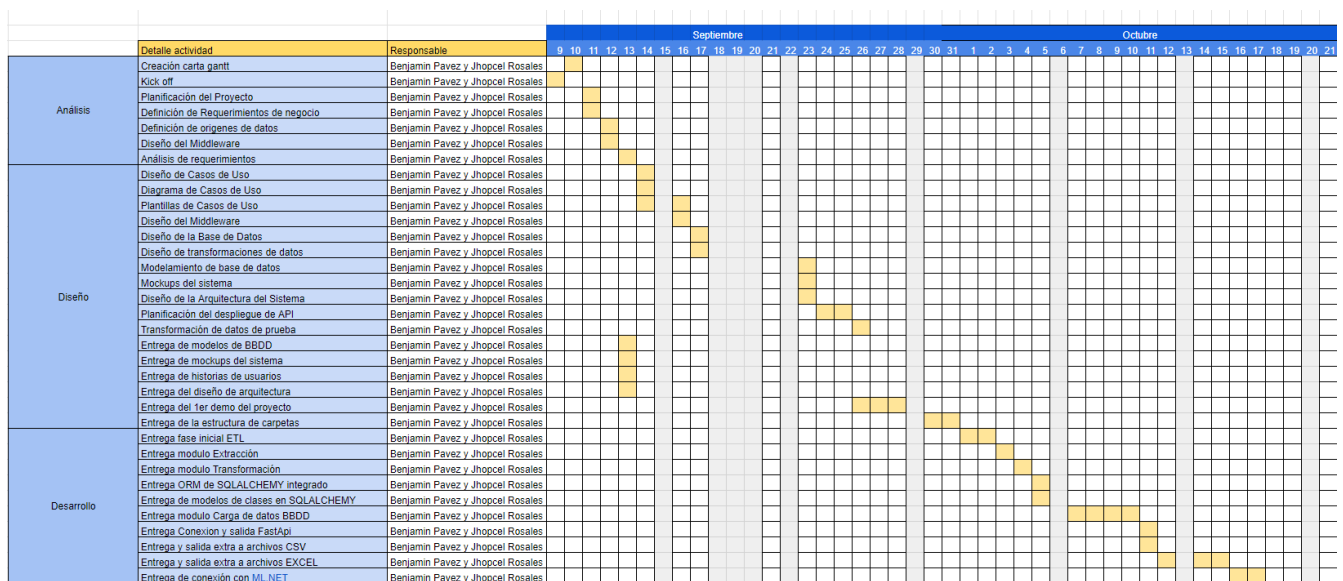 Septiembre Octubre
Detalle actividad Responsable 9 10 11 12 13 14 15 16 17 18 19 20 21 22 23 24 25 26 27 28 29 30 31 1 2 3 4 5 6 7 8 9 10 11 12 13 14 15 16 17 18 19 20 21
Creación carta gantt Benjamin Pavez y Jhopcel Rosales
Kick off Benjamin Pavez y Jhopcel Rosales
Planificación del Proyecto Benjamin Pavez y Jhopcel Rosales
Análisis Definición de Requerimientos de negocio Benjamin Pavez y Jhopcel Rosales
Definición de origenes de datos Benjamin Pavez y Jhopcel Rosales
Diseño del Middleware Benjamin Pavez y Jhopcel Rosales
Análisis de requerimientos Benjamin Pavez y Jhopcel Rosales
Diseño de Casos de Uso Benjamin Pavez y Jhopcel Rosales
Diagrama de Casos de Uso Benjamin Pavez y Jhopcel Rosales
Plantillas de Casos de Uso Benjamin Pavez y Jhopcel Rosales
Diseño del Middleware Benjamin Pavez y Jhopcel Rosales
Diseño de la Base de Datos Benjamin Pavez y Jhopcel Rosales
Diseño de transformaciones de datos Benjamin Pavez y Jhopcel Rosales
Modelamiento de base de datos Benjamin Pavez y Jhopcel Rosales
Mockups del sistema Benjamin Pavez y Jhopcel Rosales
Diseño Diseño de la Arquitectura del Sistema Benjamin Pavez y Jhopcel Rosales
Planificación del despliegue de API Benjamin Pavez y Jhopcel Rosales
Transformación de datos de prueba Benjamin Pavez y Jhopcel Rosales
Entrega de modelos de BBDD Benjamin Pavez y Jhopcel Rosales
Entrega de mockups del sistema Benjamin Pavez y Jhopcel Rosales
Entrega de historias de usuarios Benjamin Pavez y Jhopcel Rosales
Entrega del diseño de arquitectura Benjamin Pavez y Jhopcel Rosales
Entrega del 1er demo del proyecto Benjamin Pavez y Jhopcel Rosales
Entrega de la estructura de carpetas Benjamin Pavez y Jhopcel Rosales
Entrega fase inicial ETL Benjamin Pavez y Jhopcel Rosales
Entrega modulo Extracción Benjamin Pavez y Jhopcel Rosales
Entrega modulo Transformación Benjamin Pavez y Jhopcel Rosales
Entrega ORM de SQLALCHEMY integrado Benjamin Pavez y Jhopcel Rosales
Desarrollo Entrega de modelos de clases en SQLALCHEMY Benjamin Pavez y Jhopcel Rosales
Entrega modulo Carga de datos BBDD Benjamin Pavez y Jhopcel Rosales
Entrega Conexion y salida FastApi Benjamin Pavez y Jhopcel Rosales
Entrega y salida extra a archivos CSV Benjamin Pavez y Jhopcel Rosales
Entrega y salida extra a archivos EXCEL Benjamin Pavez y Jhopcel Rosales
Entrega de conexión con ML.NET Benjamin Pavez y Jhopcel Rosales